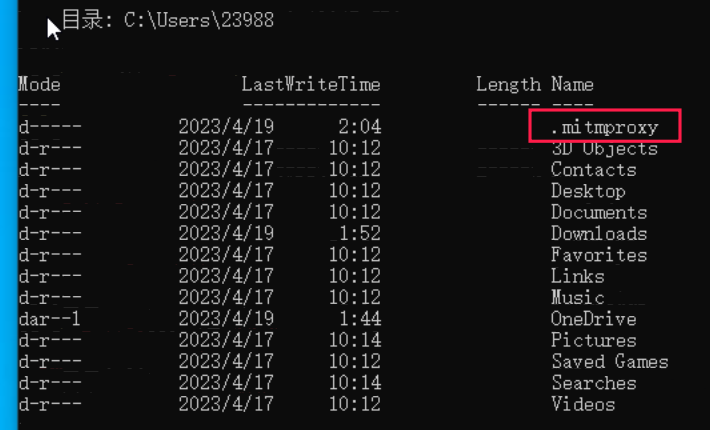 目录: C:\Users\23988
Mode LastWriteTime Length Name
---- ------------- ------ ----
d----- 2023/4/19 2:04 .mitmproxy
d-r--- 2023/4/17 10:12 3D Objects
d-r--- 2023/4/17 10:12 Contacts
d-r--- 2023/4/17 10:12 Desktop
d-r--- 2023/4/17 10:12 Documents
d-r--- 2023/4/19 1:52 Downloads
d-r--- 2023/4/17 10:12 Favorites
d-r--- 2023/4/17 10:12 Links
d-r--- 2023/4/17 10:12 Music
dar--l 2023/4/19 1:44 OneDrive
d-r--- 2023/4/17 10:14 Pictures
d-r--- 2023/4/17 10:12 Saved Games
d-r--- 2023/4/17 10:14 Searches
d-r--- 2023/4/17 10:12 Videos